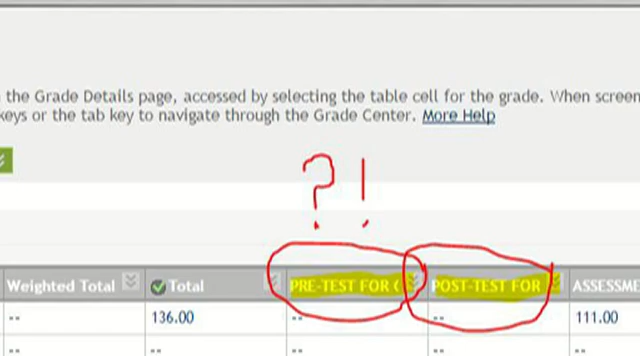 the Grade Details page, accessed by selecting the table cell for the grade. When screen
keys or the tab key to navigate through the Grade Center. More Help
?!
Weighted Total Total PRE-TEST FOR POST-TEST FOR ASSESSME
-- 136.00 -- -- 111.00
-- -- -- -- --